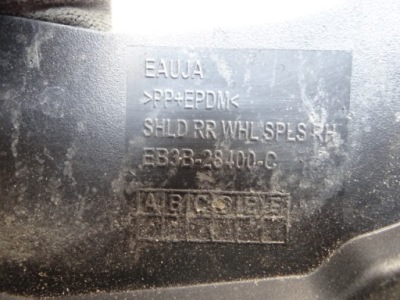 EAUJA
>PP+EPDM<
SHLD RR WHL SPLS RH
EB3B-28400-C
A B C D E F